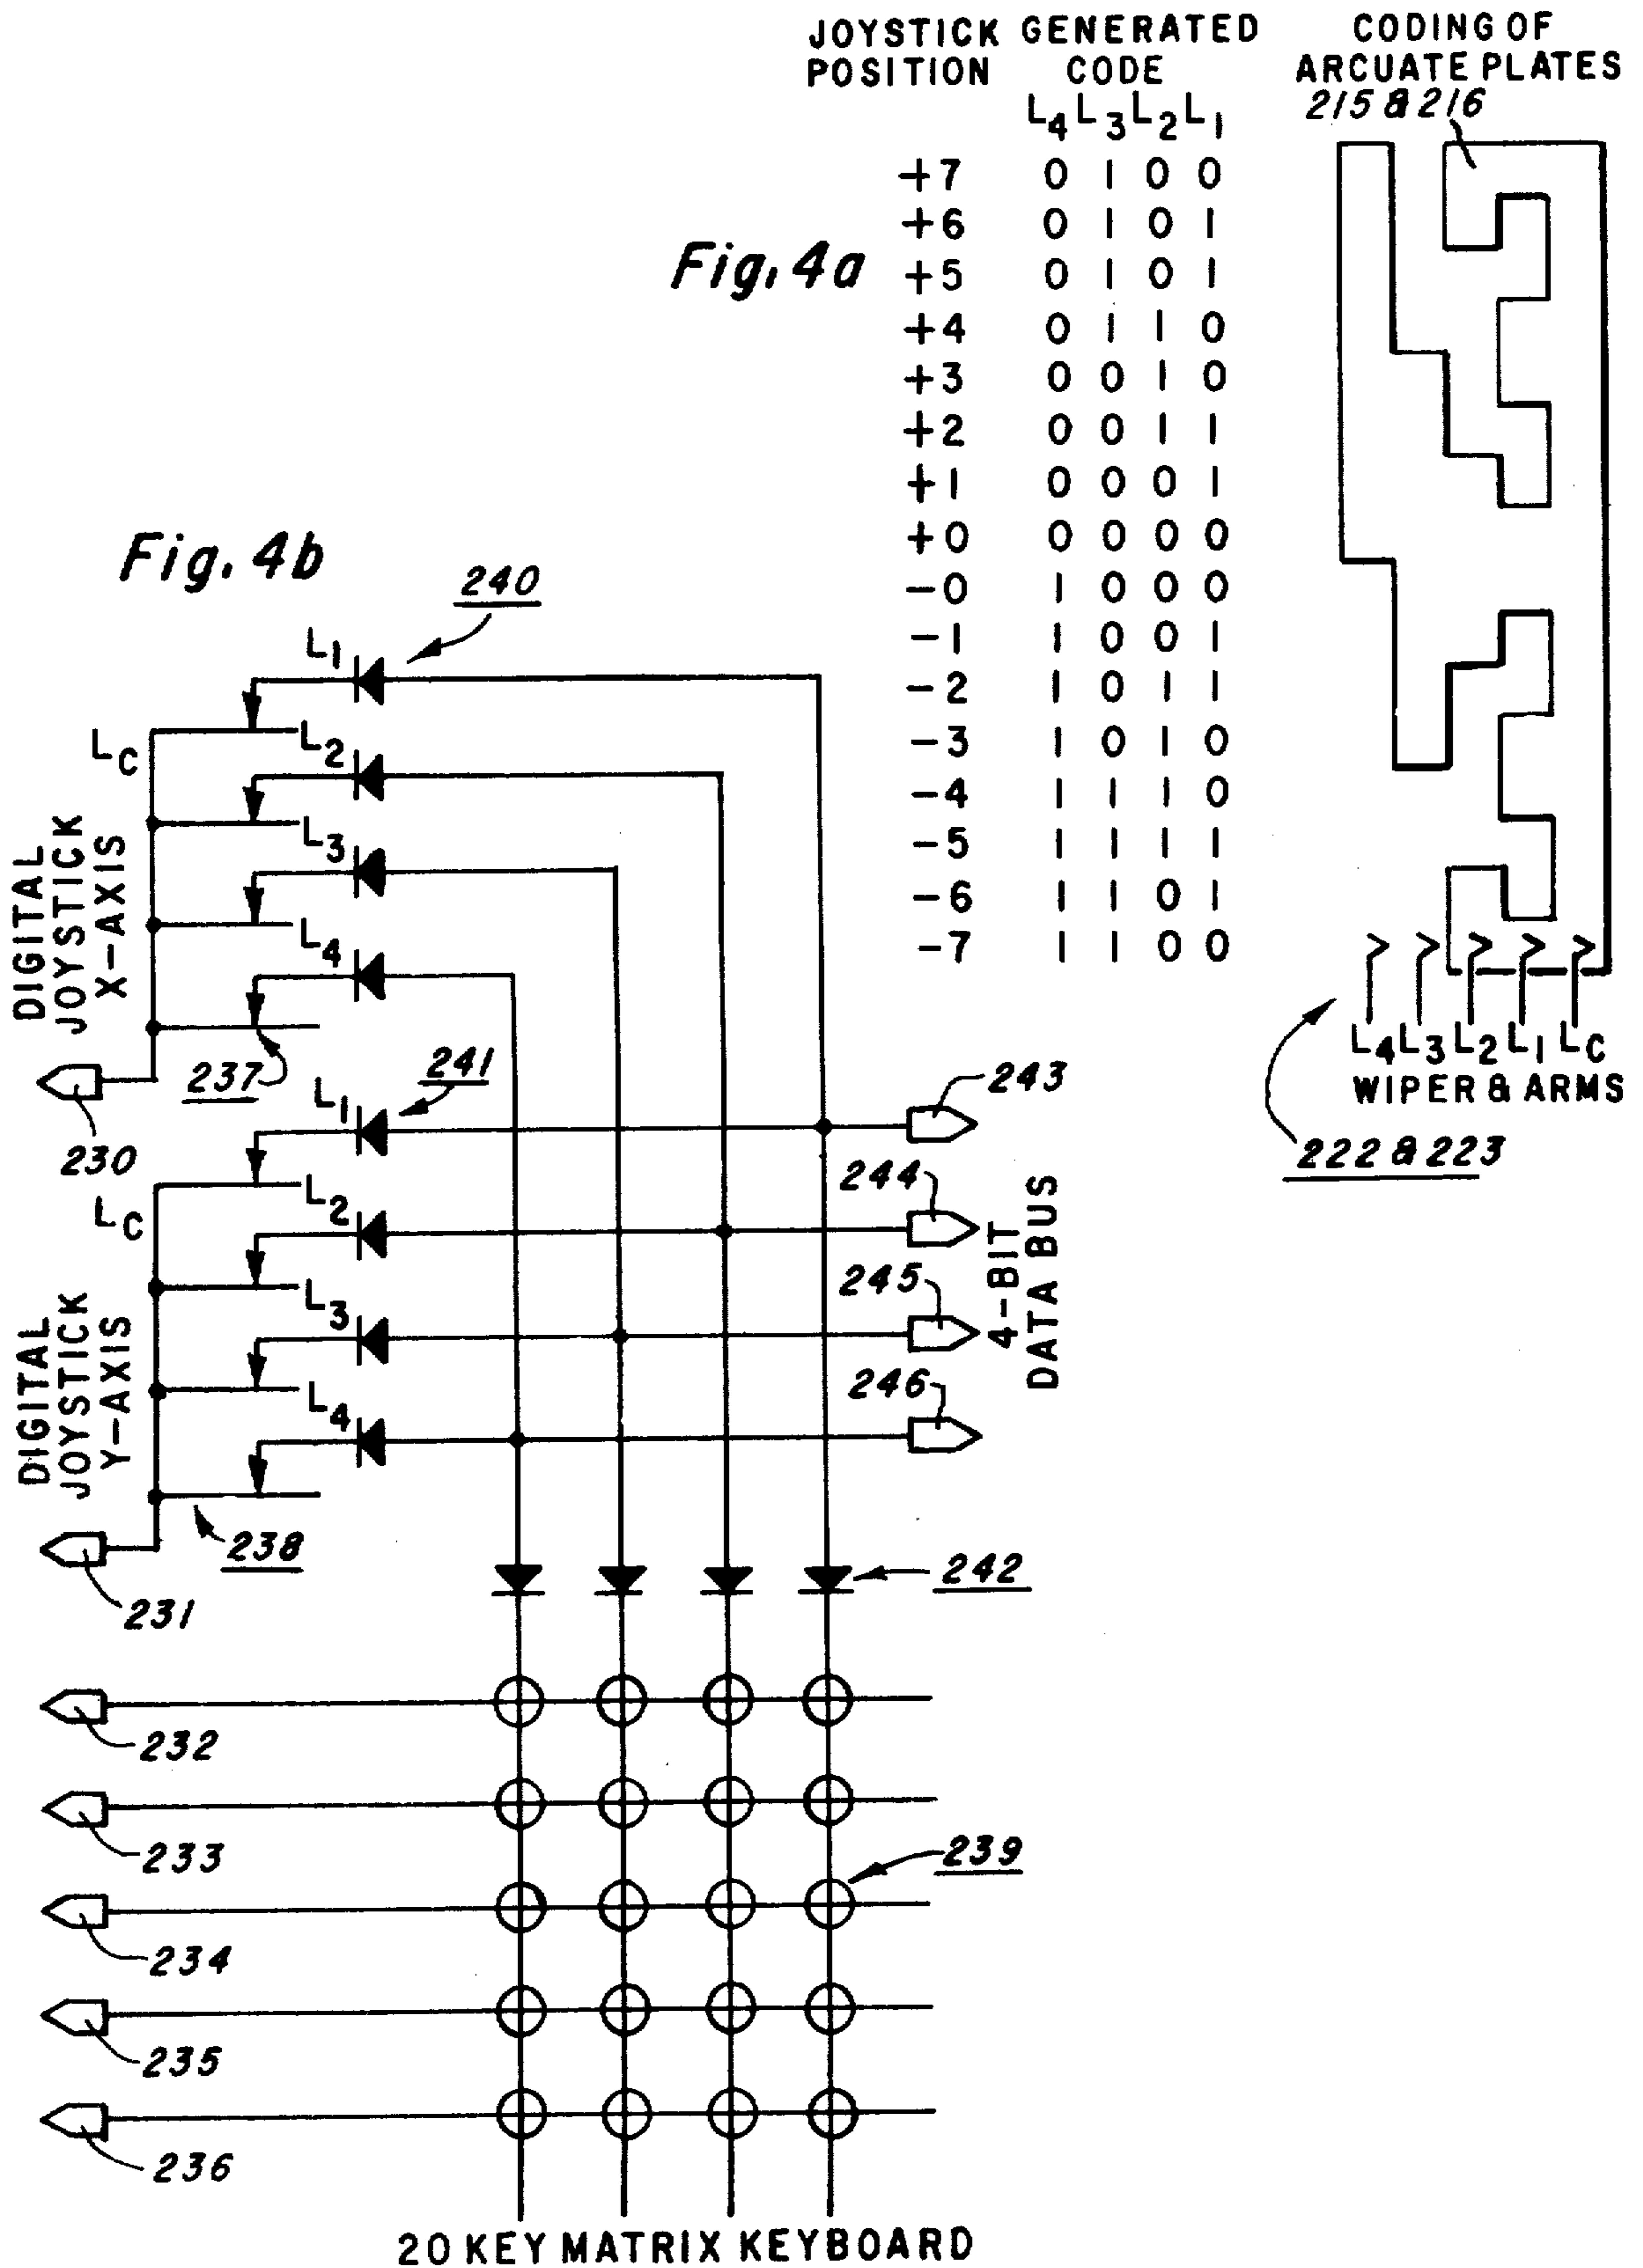 JOYSTICK POSITION
GENERATED CODE
L4 L3 L2 L1
+7 0 1 0 0
+6 0 1 0 1
+5 0 1 0 1
+4 0 1 1 0
+3 0 0 1 0
+2 0 0 1 1
+1 0 0 0 1
+0 0 0 0 0
-0 1 0 0 0
-1 1 0 0 1
-2 1 0 1 1
-3 1 0 1 0
-4 1 1 1 0
-5 1 1 1 1
-6 1 1 0 1
-7 1 1 0 0
Fig. 4a
CODING OF
ARCUATE PLATES
215 & 216
L4 L3 L2 L1 LC
WIPER & ARMS
222 & 223
Fig. 4b
240
L1
LC
L2
L3
L4
DIGITAL
JOYSTICK
X-AXIS
237
230
241
L1
LC
L2
L3
L4
DIGITAL
JOYSTICK
Y-AXIS
238
231
243
244
245
246
4-BIT
DATA BUS
242
232
233
239
234
235
236
20 KEY MATRIX KEYBOARD